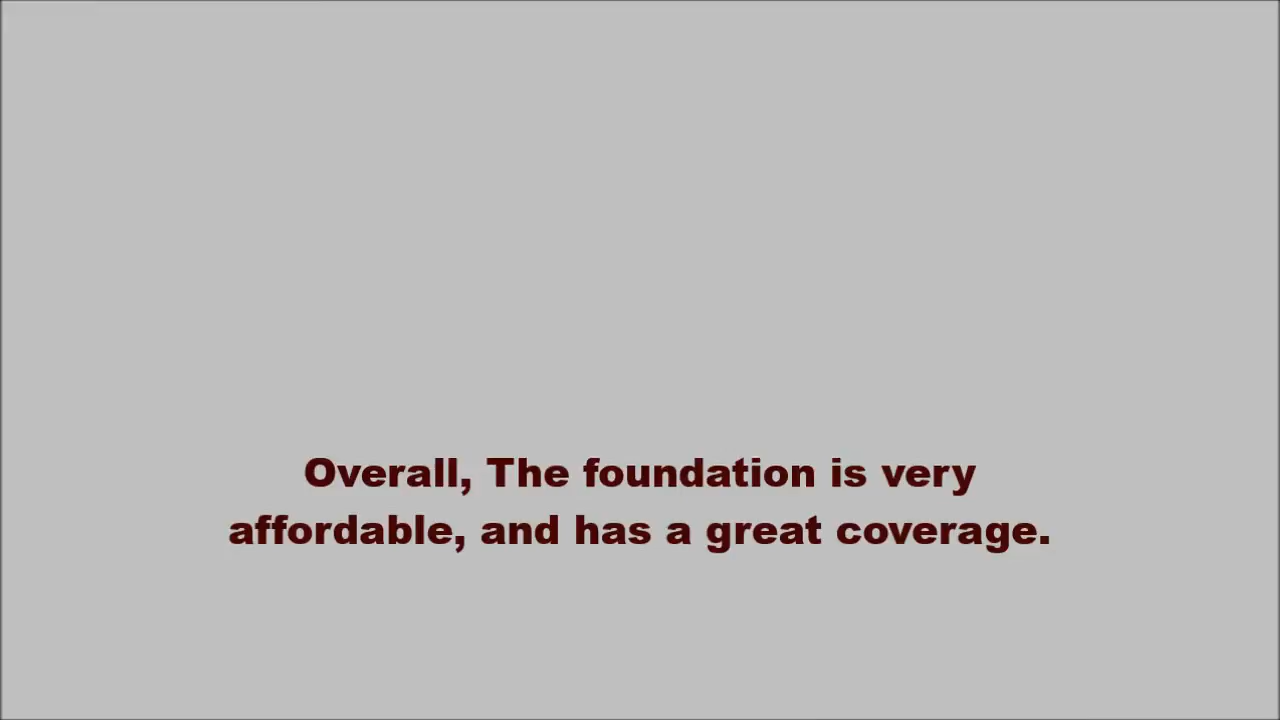 Overall, The foundation is very
affordable, and has a great coverage.